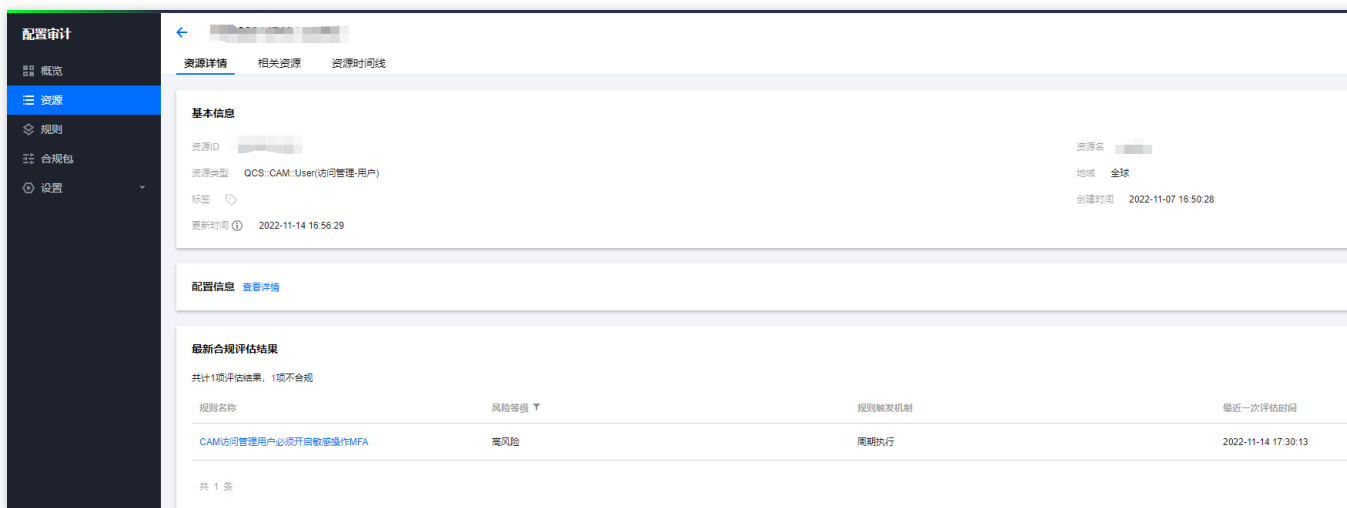 配置审计
概览
资源
规则
合规包
设置
资源详情 相关资源 资源时间线
基本信息
资源ID 资源名
资源类型 QCS::CAM::User(访问管理-用户) 地域 全球
标签 创建时间 2022-11-07 16:50:28
更新时间 2022-11-14 16:56:29
配置信息 查看详情
最新合规评估结果
共计1项评估结果，1项不合规
规则名称 风险等级 规则触发机制 最近一次评估时间
CAM访问管理用户必须开启敏感操作MFA 高风险 周期执行 2022-11-14 17:30:13
共 1 条